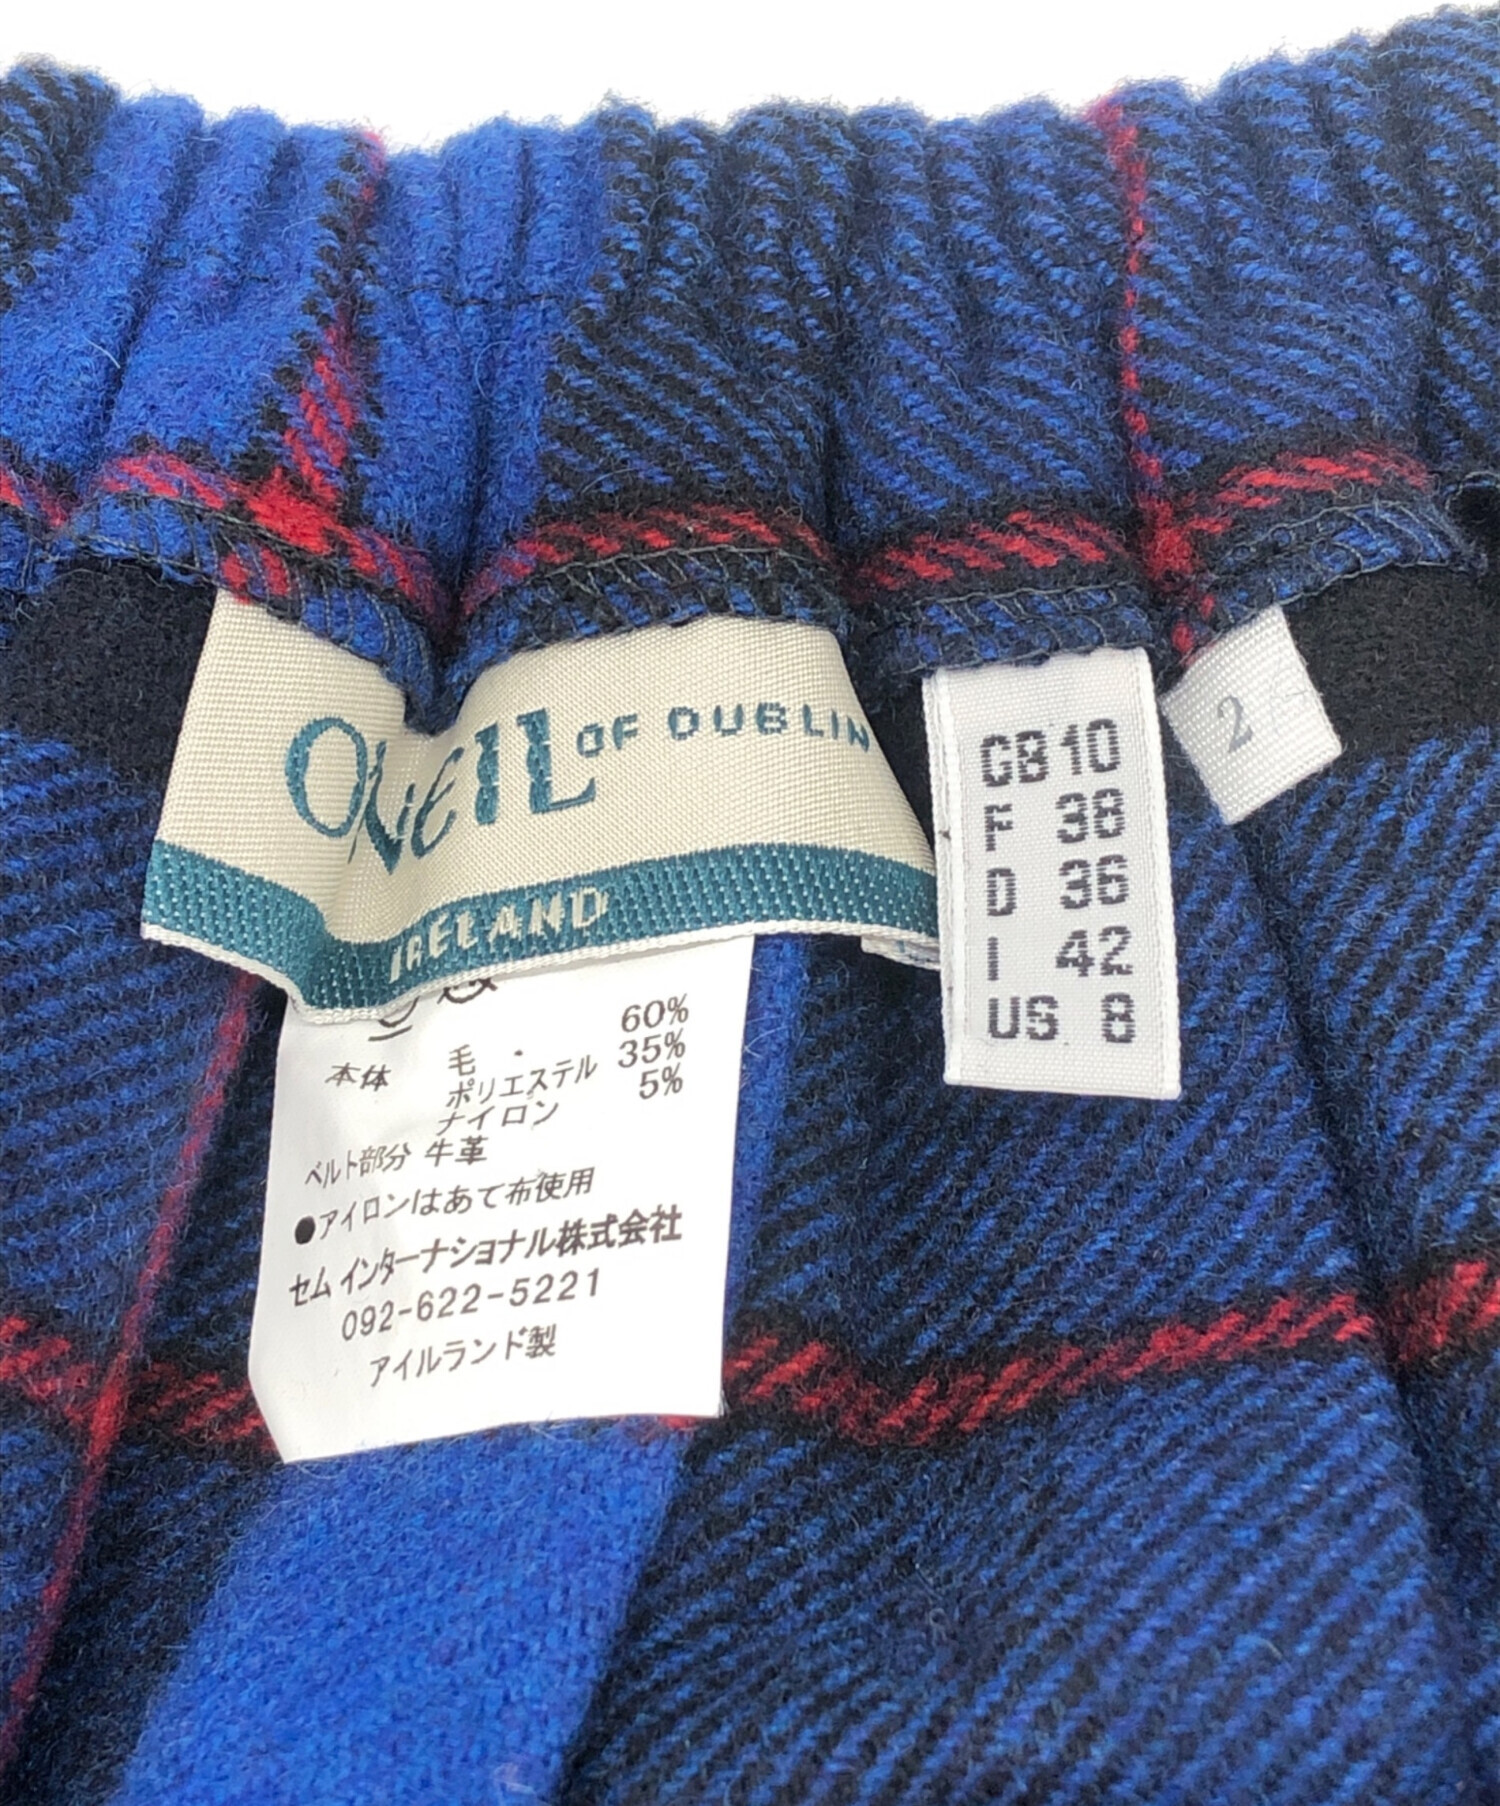 O'NEIL OF DUBLIN
IRELAND
GB 10
F 38
D 36
I 42
US 8
2
本体 毛 60%
ポリエステル 35%
ナイロン 5%
ベルト部分 牛革
●アイロンはあて布使用
セム インターナショナル株式会社
092-622-5221
アイルランド製